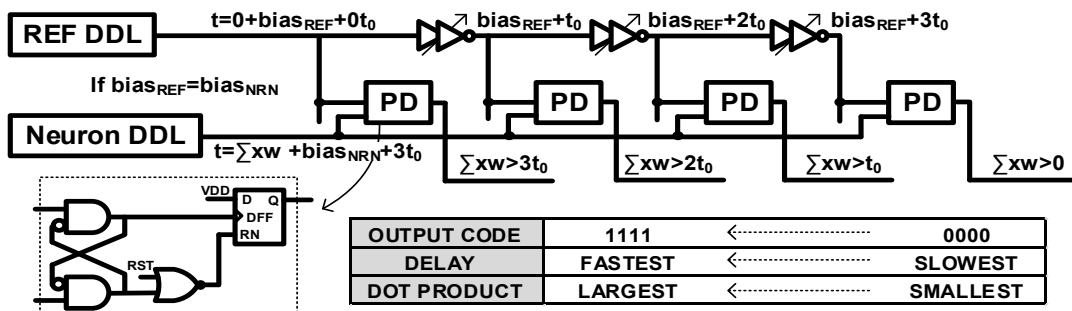 REF DDL
t=0+bias_REF+0t_0
bias_REF+t_0
bias_REF+2t_0
bias_REF+3t_0
If bias_REF=bias_NRN
PD
PD
PD
PD
Neuron DDL
t=∑xw +bias_NRN+3t_0
∑xw>3t_0
∑xw>2t_0
∑xw>t_0
∑xw>0
VDD
D Q
DFF
RN
RST
OUTPUT CODE 1111 0000
DELAY FASTEST SLOWEST
DOT PRODUCT LARGEST SMALLEST